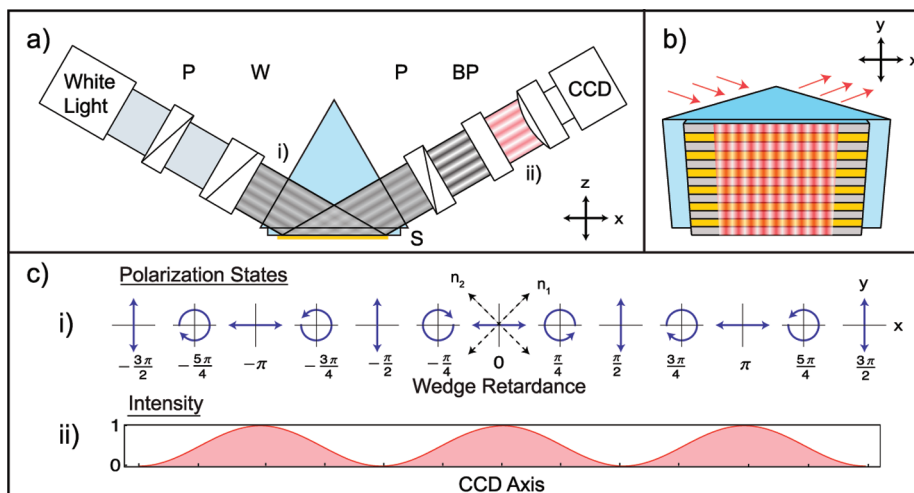 a)
P W P BP
White
Light
CCD
i)
ii)
S
z
x
b)
y
x
c) Polarization States
i)
n₂ n₁
y
x
-3π/2 -5π/4 -π -3π/4 -π/2 -π/4 0 π/4 π/2 3π/4 π 5π/4 3π/2
Wedge Retardance
Intensity
ii)
1
0
CCD Axis